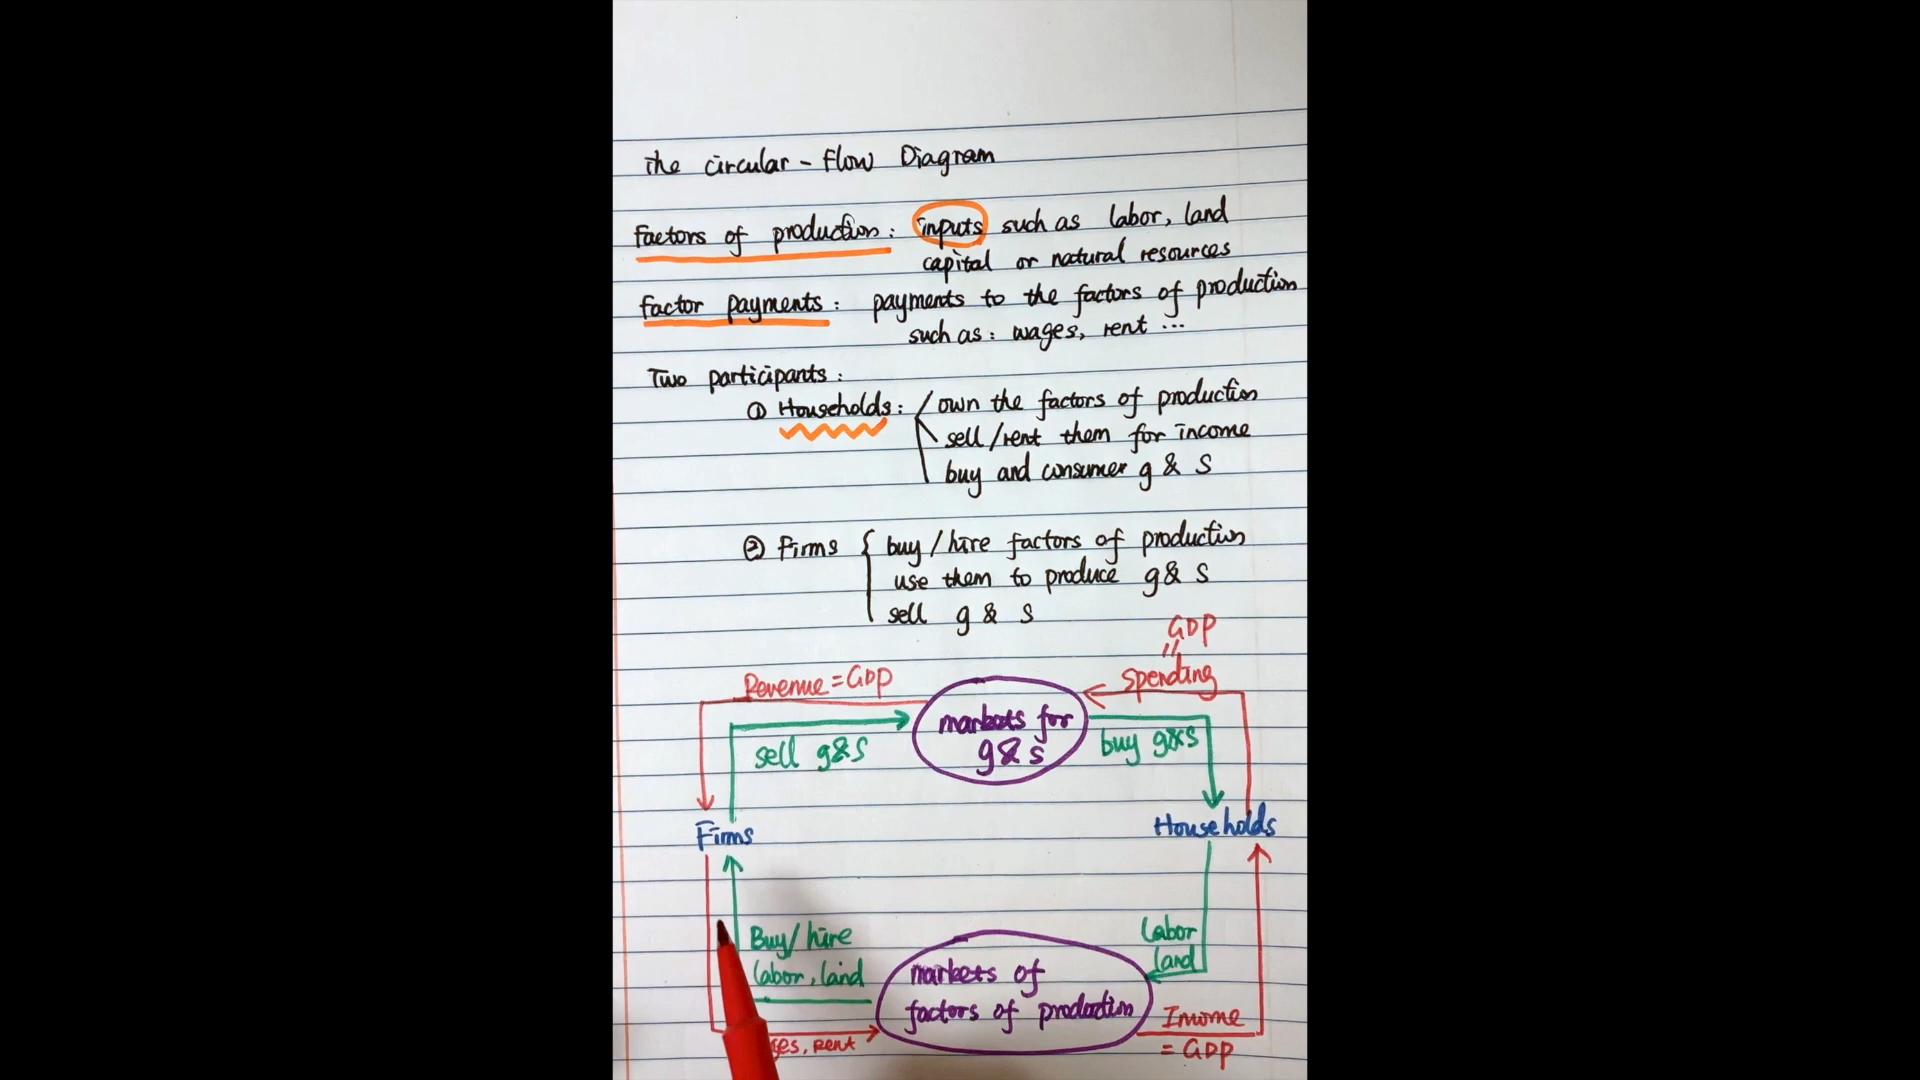 The Circular-Flow Diagram
Factors of production: inputs such as labor, land
capital or natural resources
Factor payments: payments to the factors of production
such as: wages, rent ...
Two participants:
① Households: own the factors of production
sell/rent them for income
buy and consumer g & s
② Firms buy/hire factors of production
use them to produce g & s
sell g & s
GDP
=
Revenue = GDP
spending
markets for
g & s
sell g&s
buy g&s
Firms
Households
Buy/hire
labor, land
Labor
land
markets of
factors of production
Income
= GDP
rent